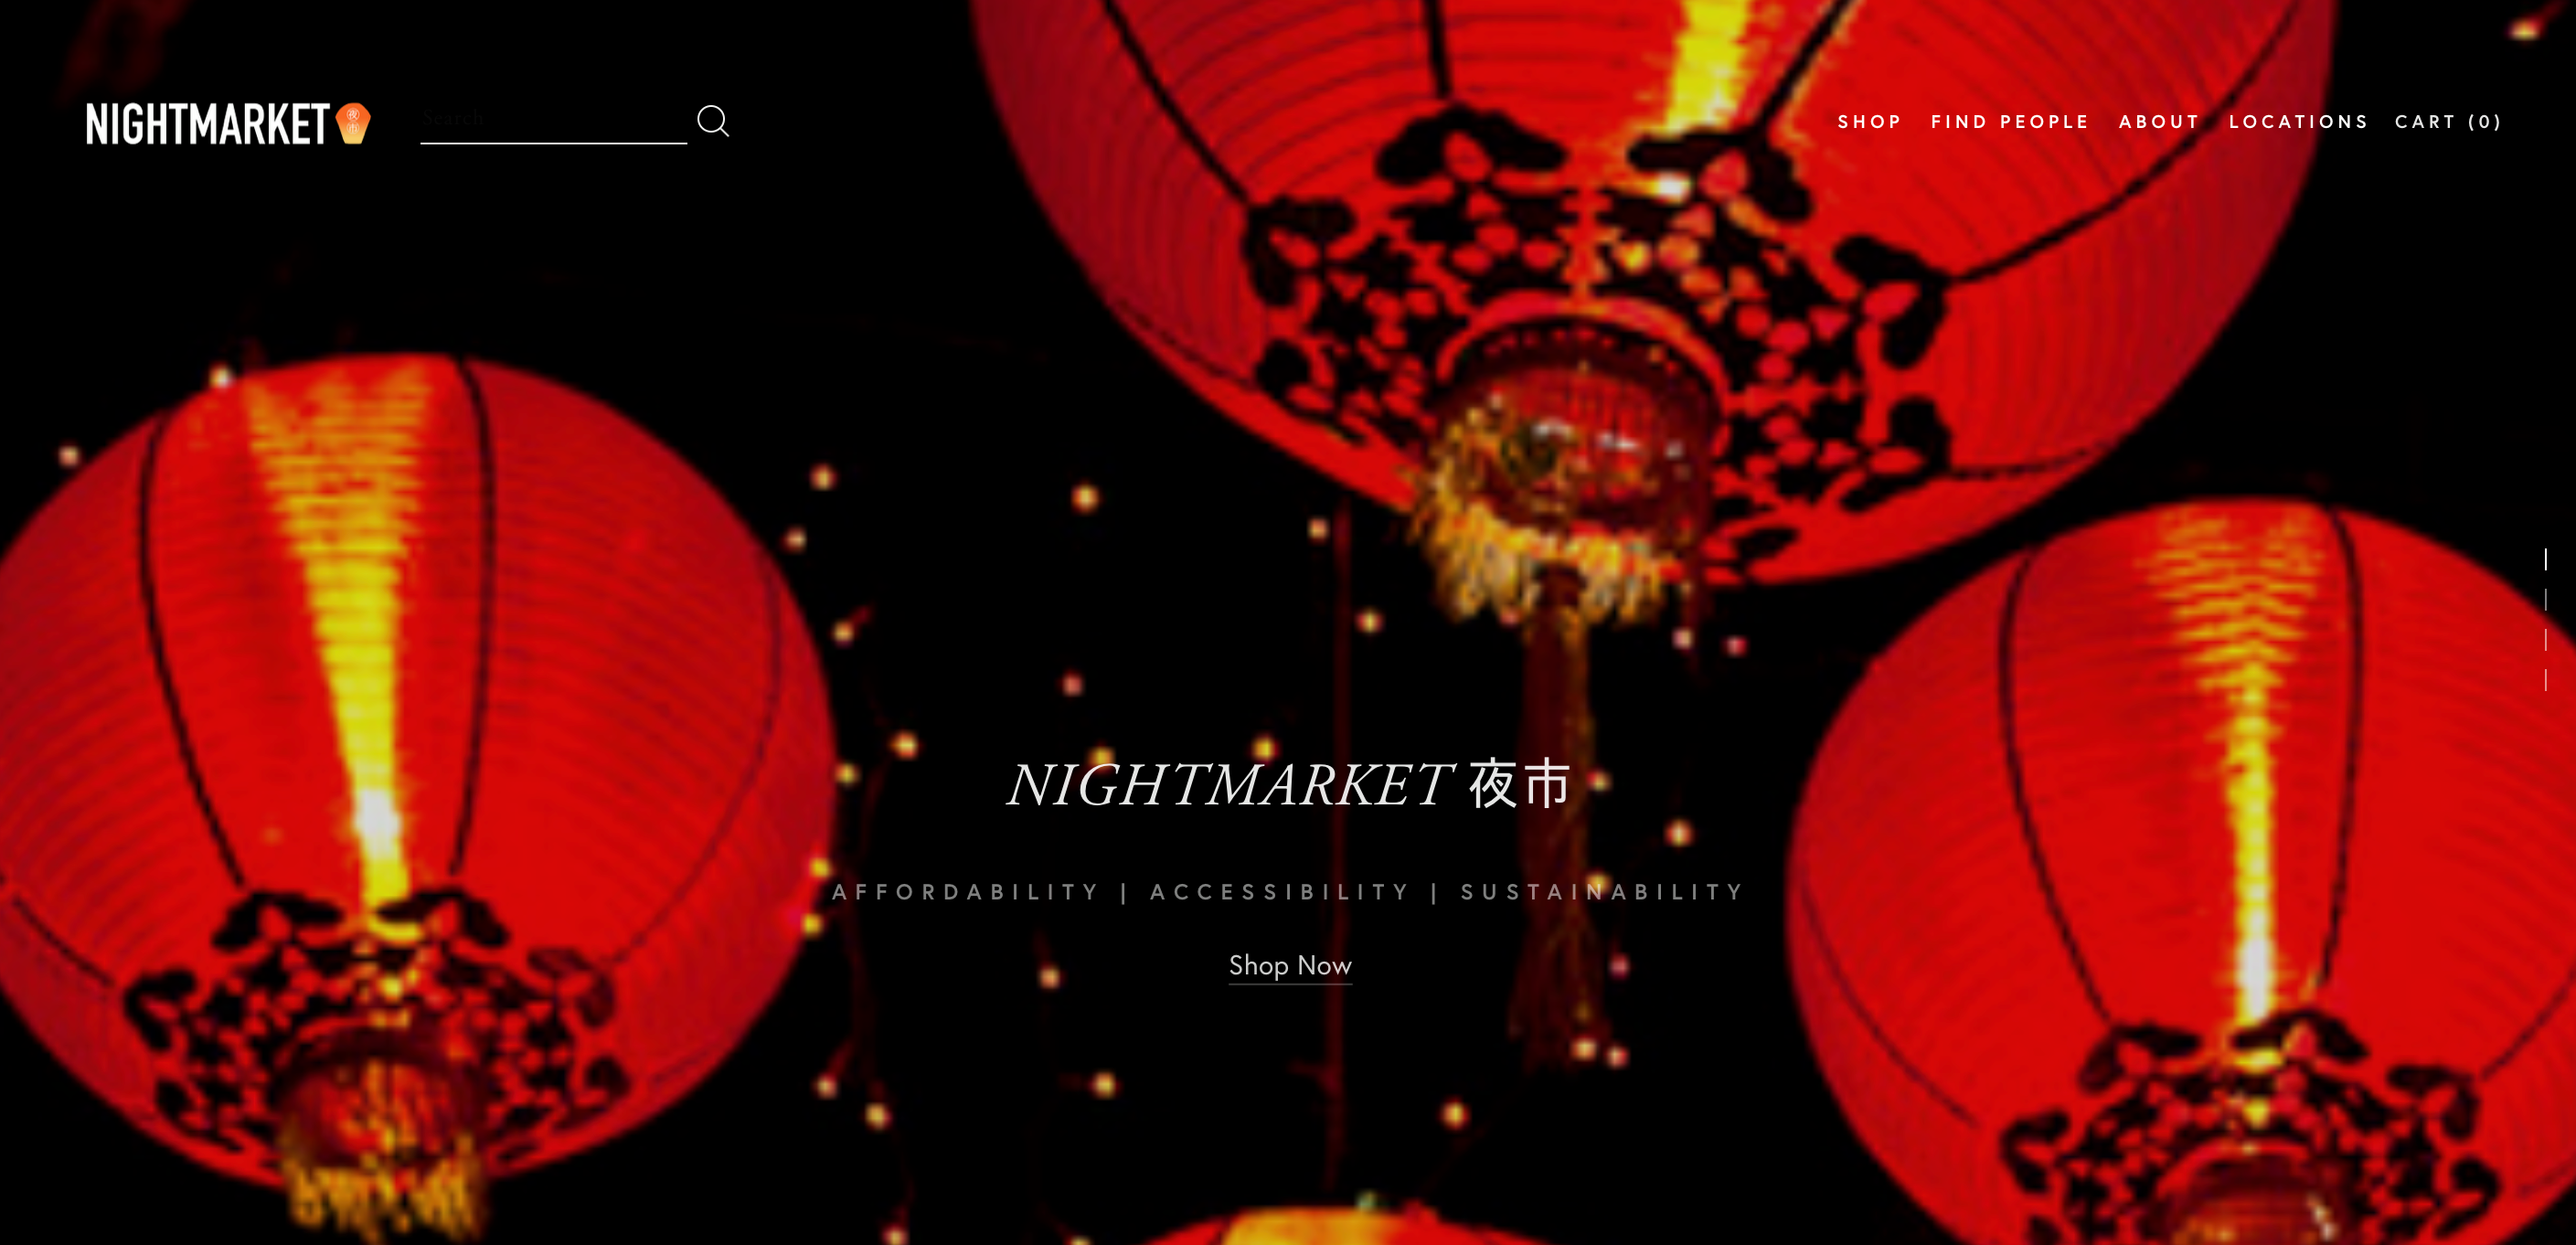 NIGHTMARKET 夜市
Search
SHOP FIND PEOPLE ABOUT LOCATIONS CART (0)
NIGHTMARKET 夜市
AFFORDABILITY | ACCESSIBILITY | SUSTAINABILITY
Shop Now